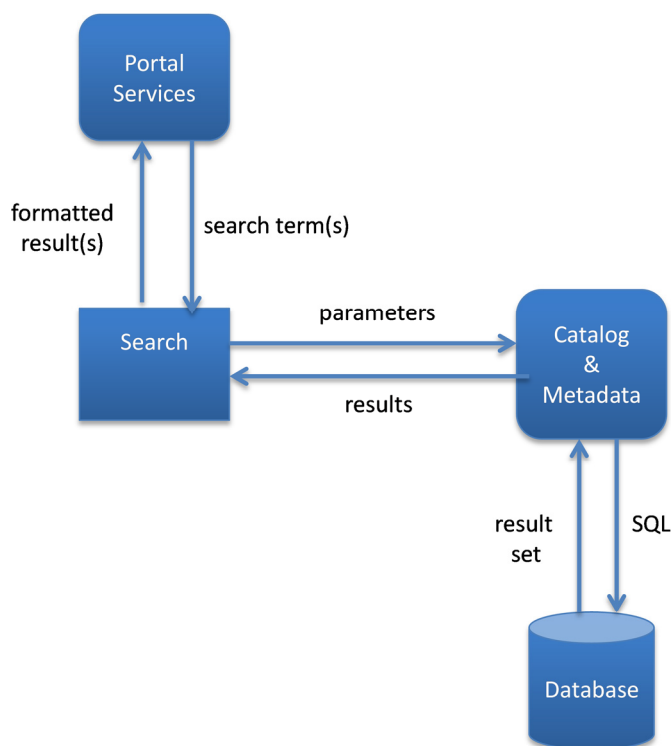 Portal
Services
formatted
result(s)
search term(s)
Search
parameters
Catalog
&
Metadata
results
result
set
SQL
Database